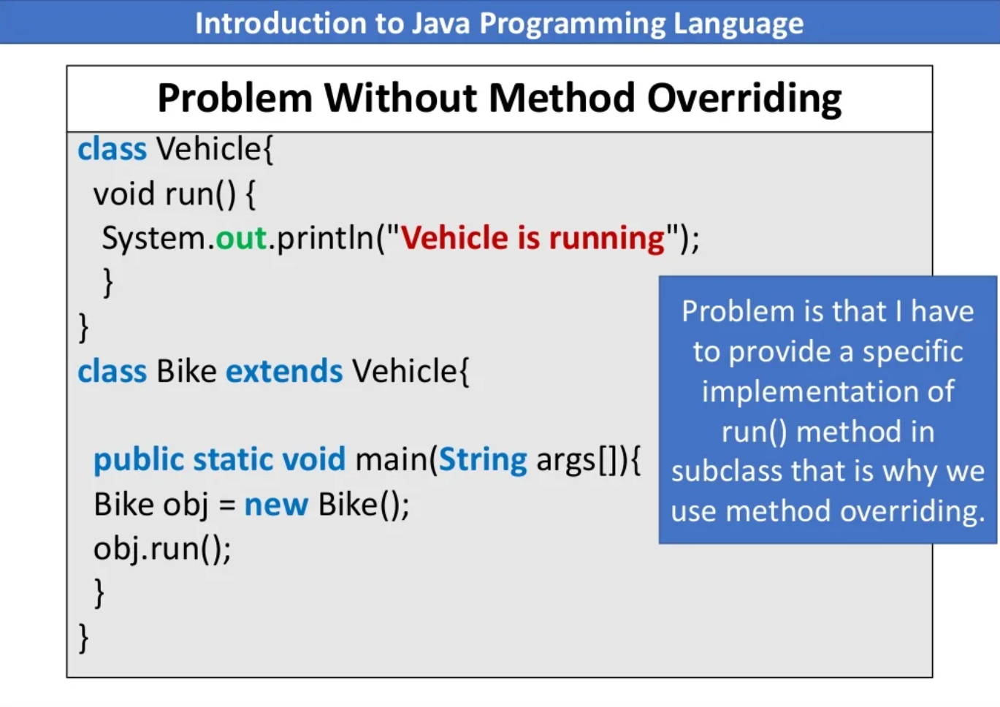 Introduction to Java Programming Language
Problem Without Method Overriding
class Vehicle{
void run() {
System.out.println("Vehicle is running");
}
}
class Bike extends Vehicle{
public static void main(String args[]){
Bike obj = new Bike();
obj.run();
}
}
Problem is that I have
to provide a specific
implementation of
run() method in
subclass that is why we
use method overriding.